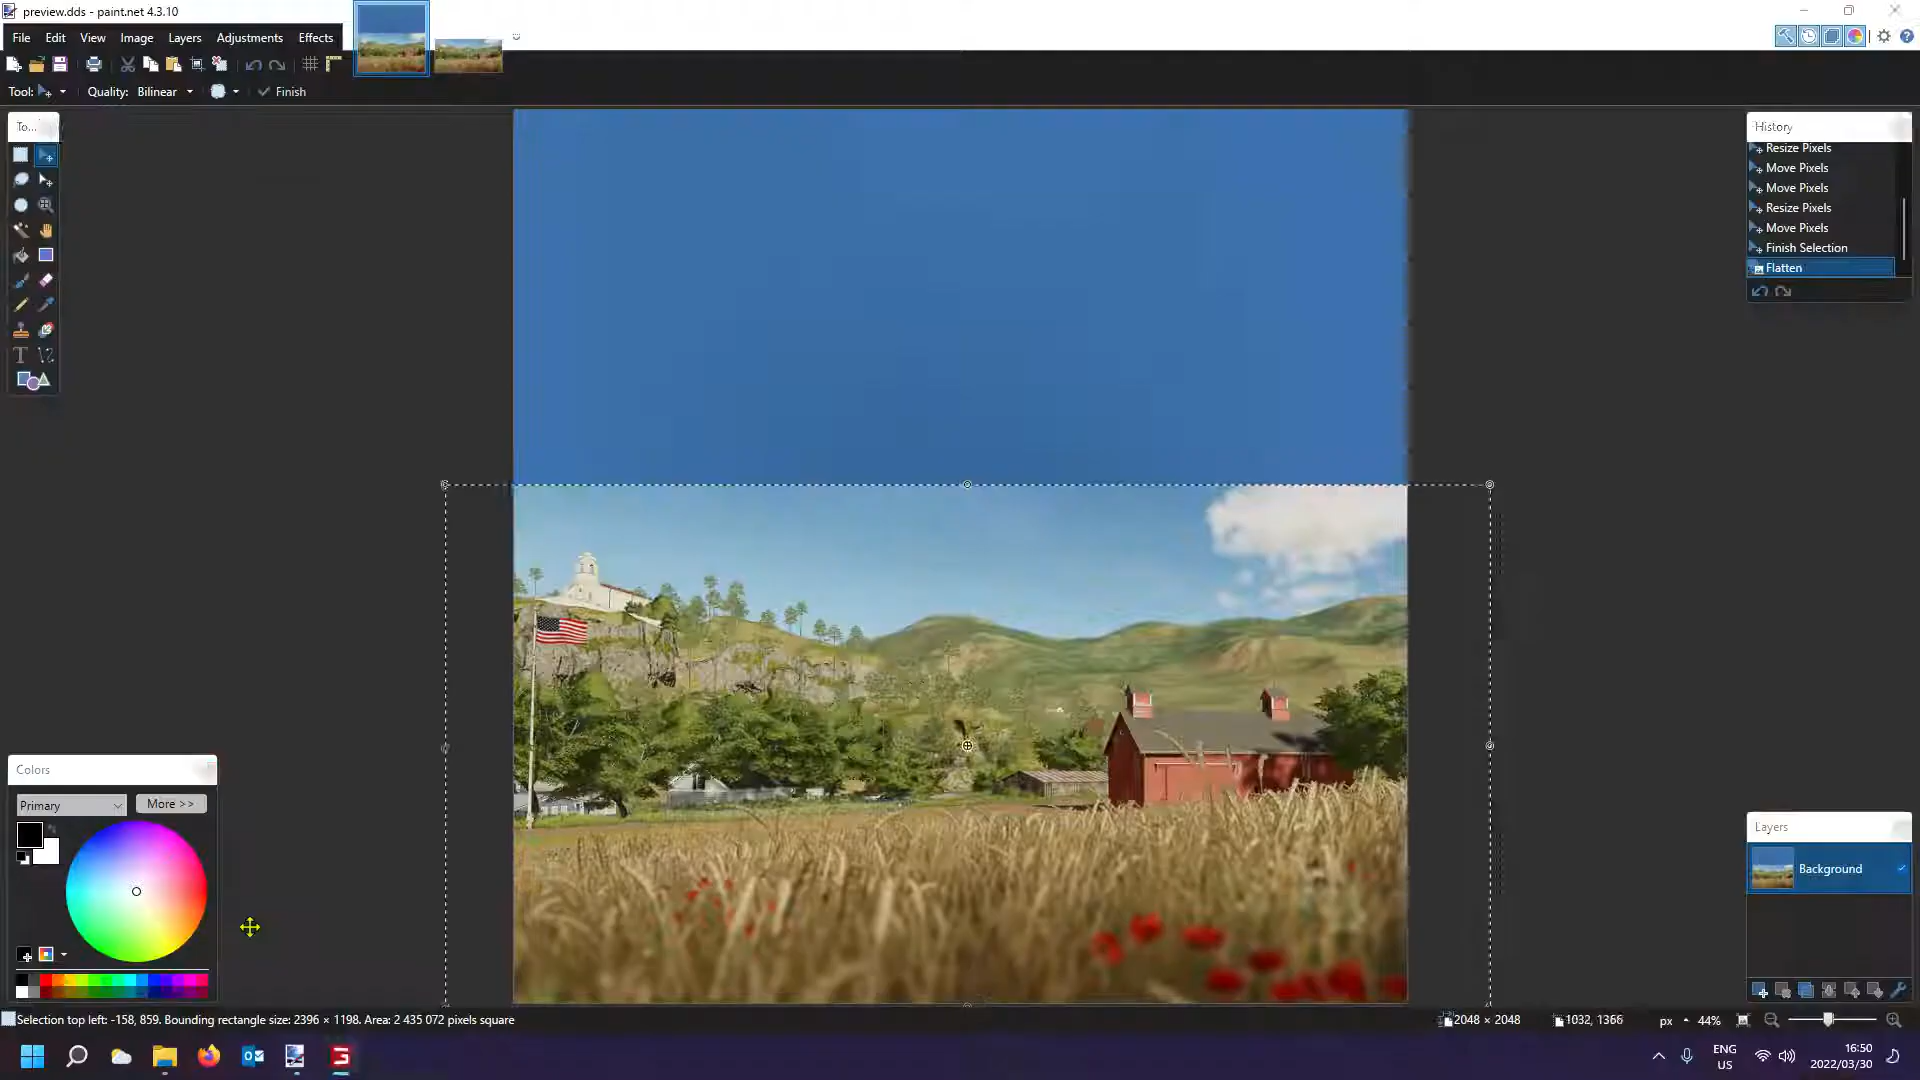 preview.dds - paint.net 4.3.10
File Edit View Image Layers Adjustments Effects
Tool: Quality: Bilinear Finish
To...
History
Resize Pixels
Move Pixels
Move Pixels
Resize Pixels
Move Pixels
Finish Selection
Flatten
Colors
Primary More >>
Layers
Background
Selection top left: -158, 859. Bounding rectangle size: 2396 × 1198. Area: 2 435 072 pixels square
2048 × 2048 1032, 1366 px 44%
ENG
US
16:50
2022/03/30